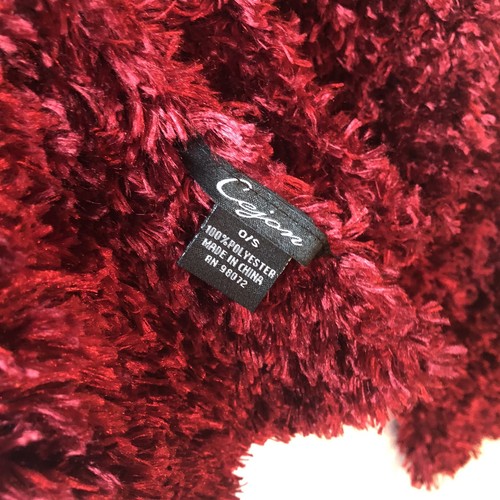 Cejon
O/S
100% POLYESTER
MADE IN CHINA
RN 98072